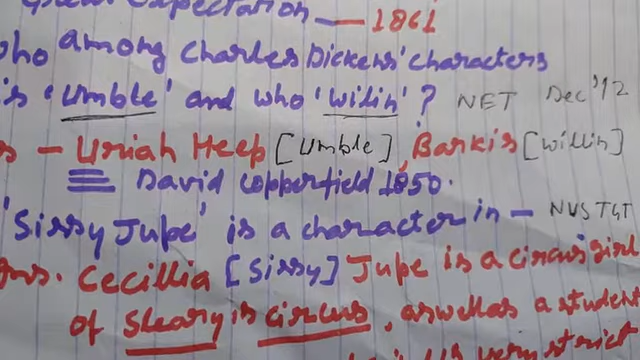 Great Expectation — 1861
who among Charles Dickens' characters
is 'Umble' and who 'Willin'? NET Dec'12
Ans — Uriah Heep [Umble], Barkis [Willin]
David Copperfield 1850.
'Sissy Jupe' is a character in — NVS TGT
Ans. Cecillia [Sissy] Jupe is a circus girl
of Sleary's circus, as well as a student
very strict